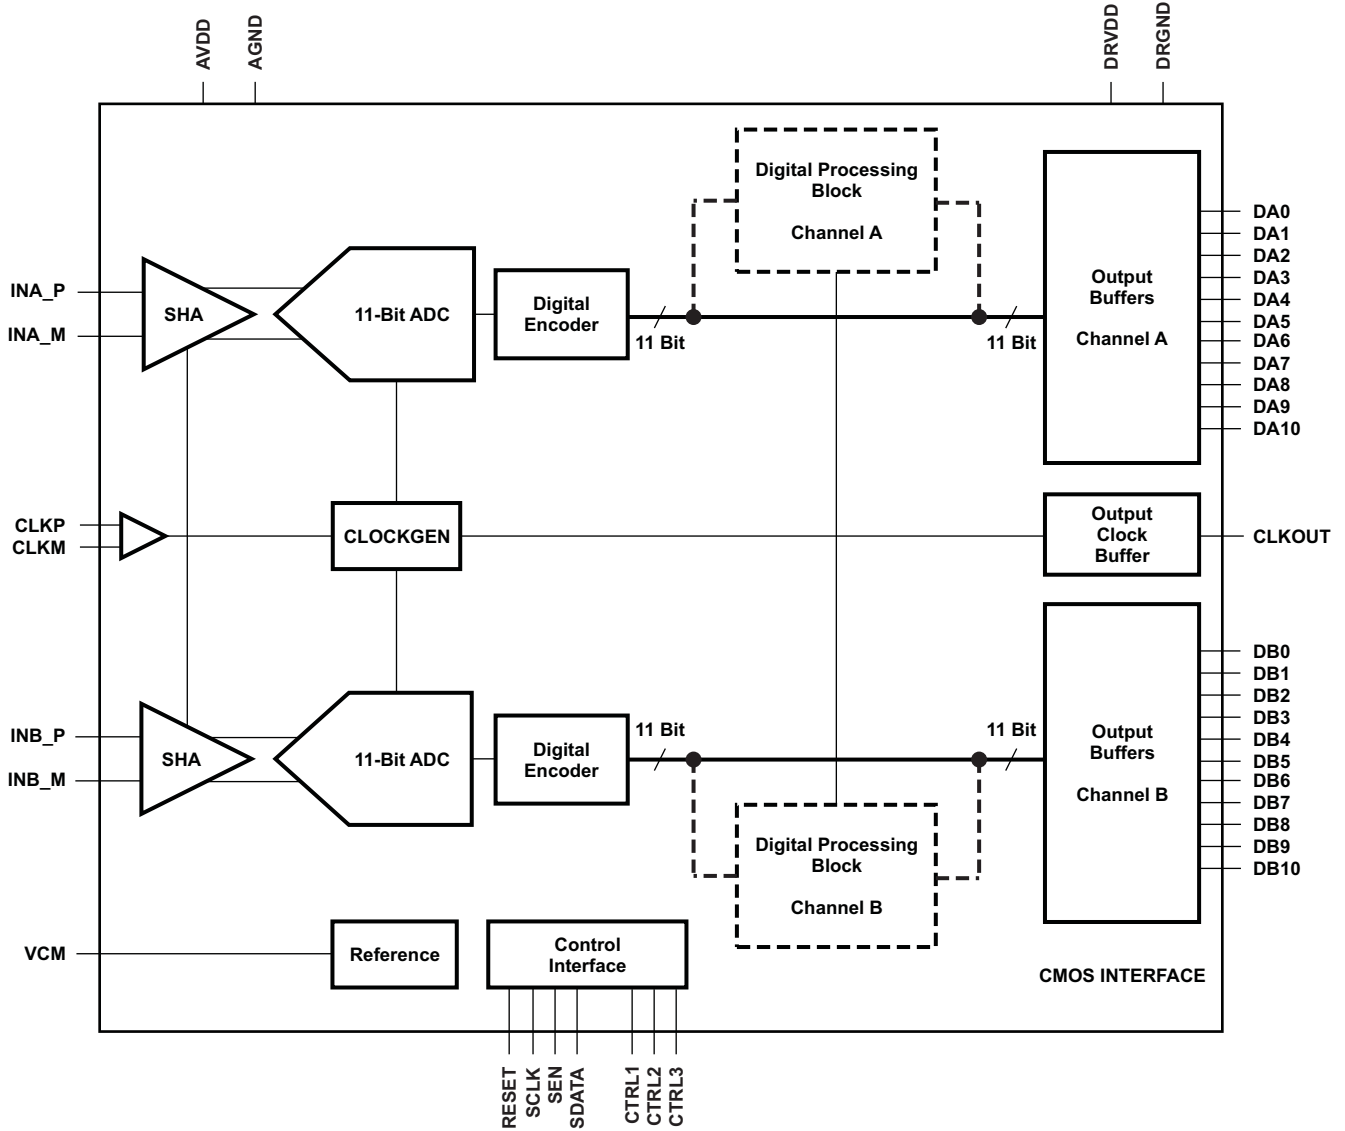 AVDD
AGND
DRVDD
DRGND
Digital Processing
Block
Channel A
INA_P
INA_M
SHA
11-Bit ADC
Digital
Encoder
11 Bit
11 Bit
Output
Buffers
Channel A
DA0
DA1
DA2
DA3
DA4
DA5
DA6
DA7
DA8
DA9
DA10
CLKP
CLKM
CLOCKGEN
Output
Clock
Buffer
CLKOUT
INB_P
INB_M
SHA
11-Bit ADC
Digital
Encoder
11 Bit
11 Bit
Output
Buffers
Channel B
DB0
DB1
DB2
DB3
DB4
DB5
DB6
DB7
DB8
DB9
DB10
Digital Processing
Block
Channel B
VCM
Reference
Control
Interface
CMOS INTERFACE
RESET
SCLK
SEN
SDATA
CTRL1
CTRL2
CTRL3